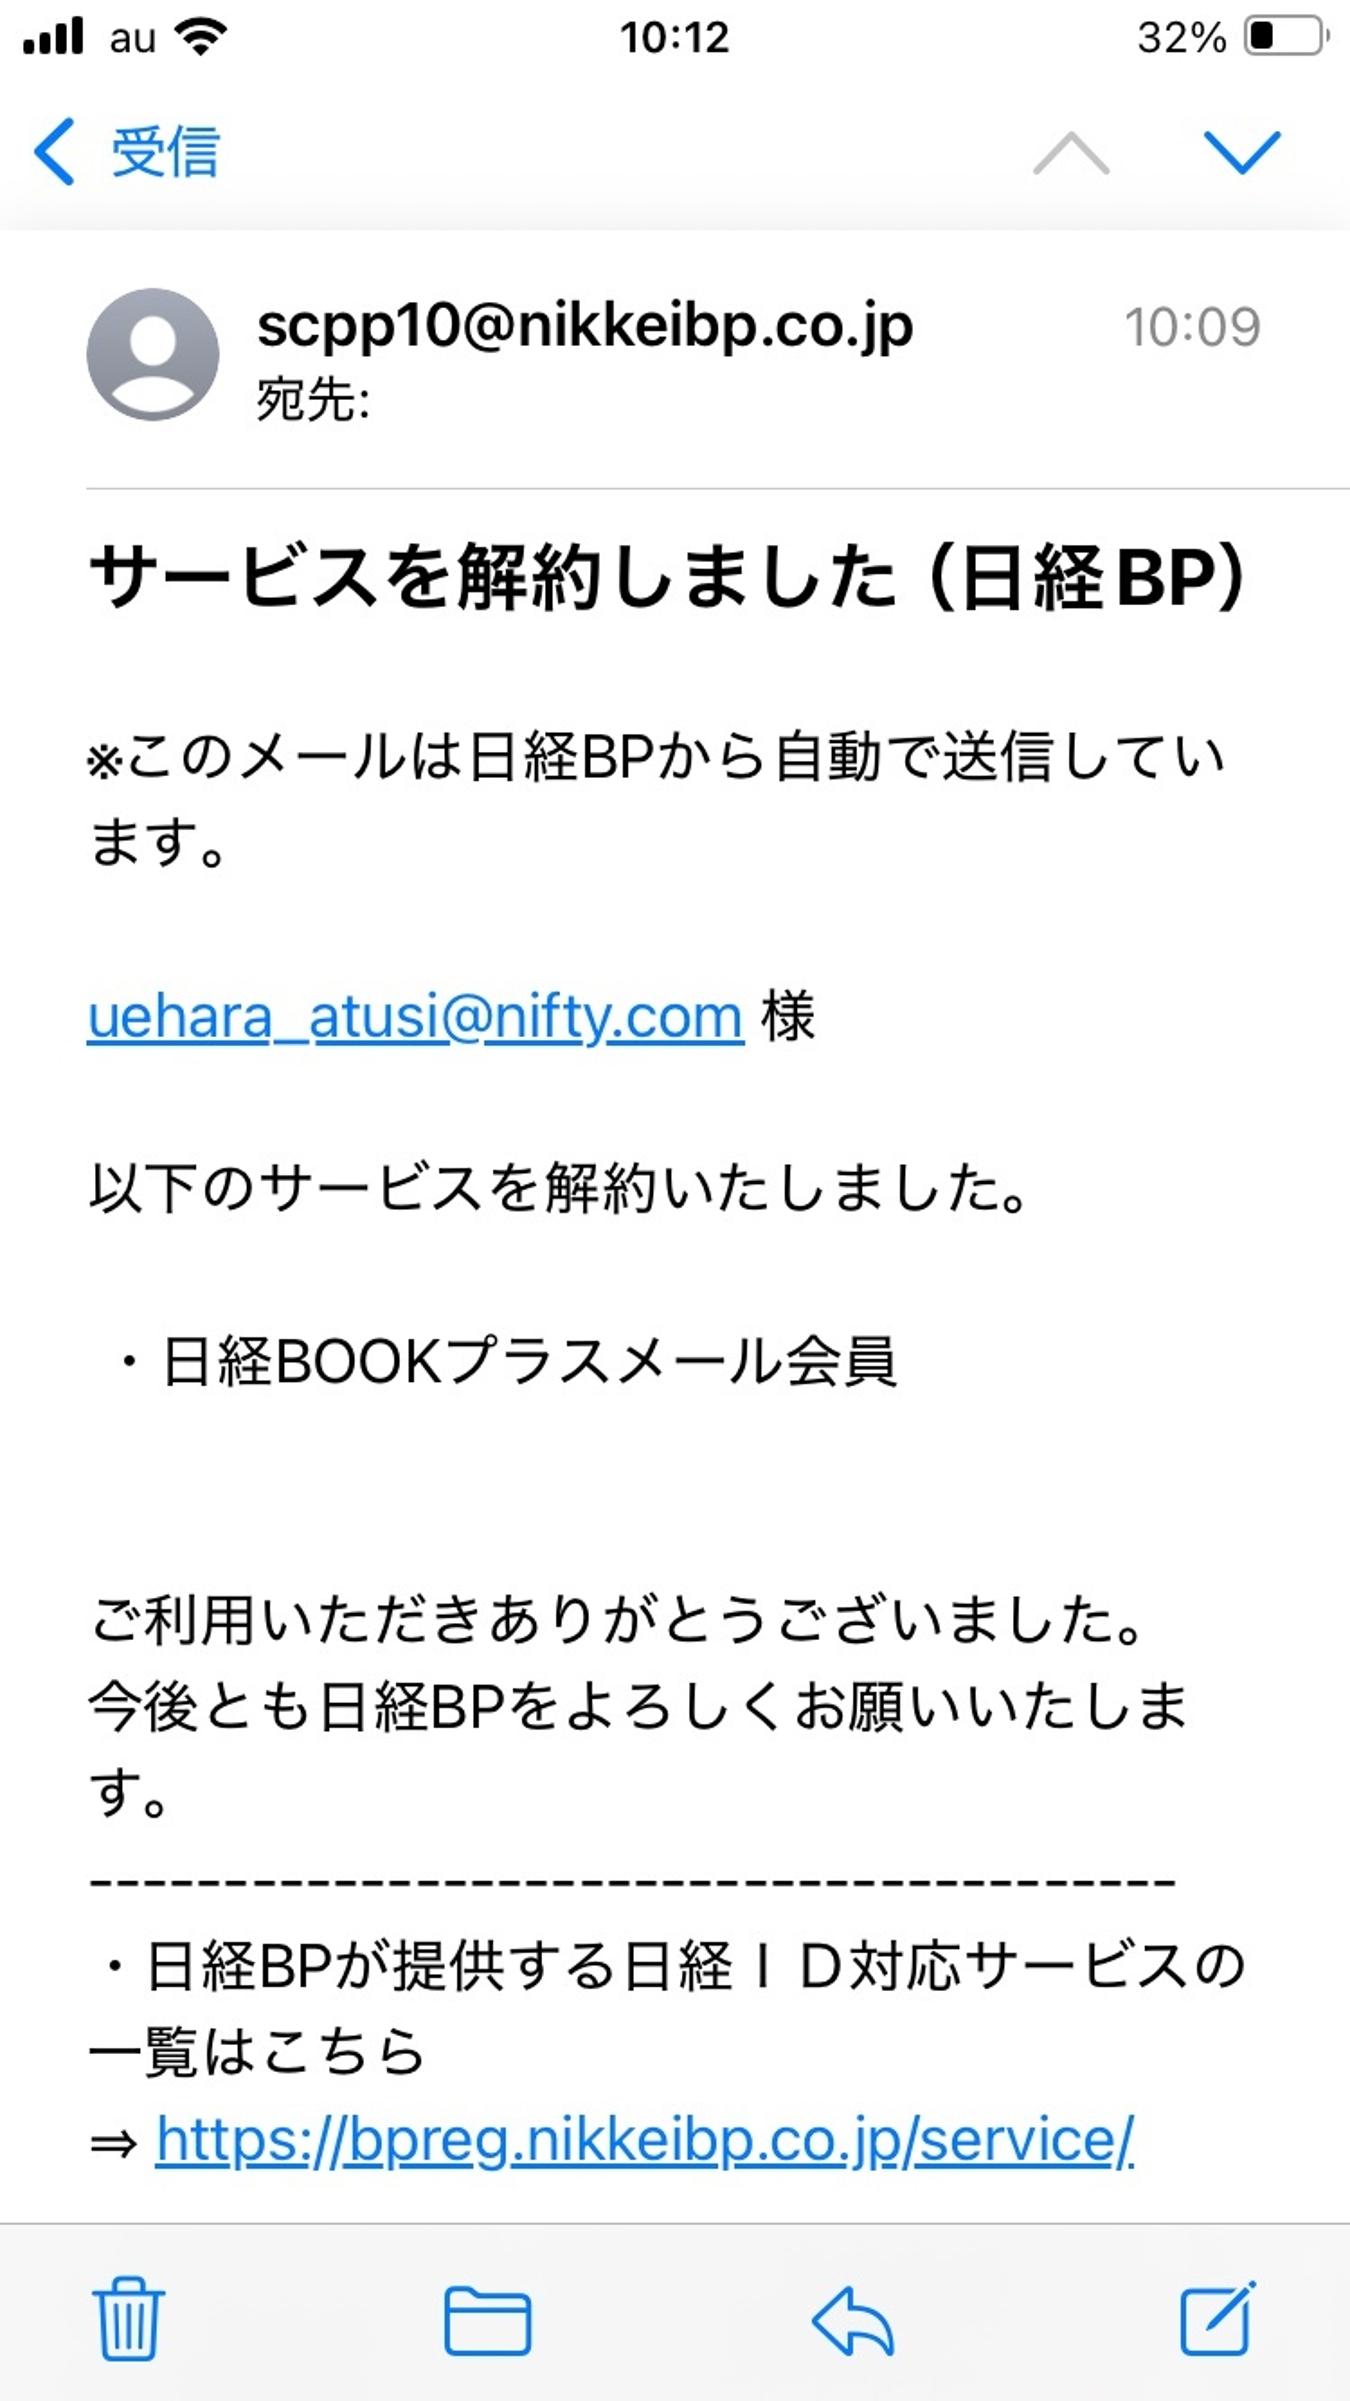 au 10:12 32%
受信
scpp10@nikkeibp.co.jp 10:09
宛先:
サービスを解約しました（日経BP）
※このメールは日経BPから自動で送信してい
ます。
uehara_atusi@nifty.com 様
以下のサービスを解約いたしました。
・日経BOOKプラスメール会員
ご利用いただきありがとうございました。
今後とも日経BPをよろしくお願いいたしま
す。
----------------------------------------
・日経BPが提供する日経ＩＤ対応サービスの
一覧はこちら
⇒ https://bpreg.nikkeibp.co.jp/service/